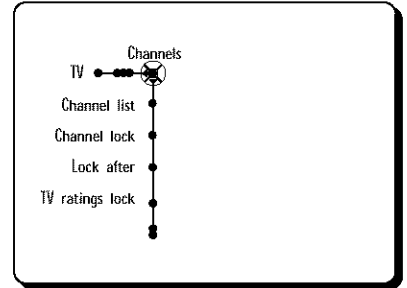 Channels
TV
Channel list
Channel lock
Lock after
TV ratings lock